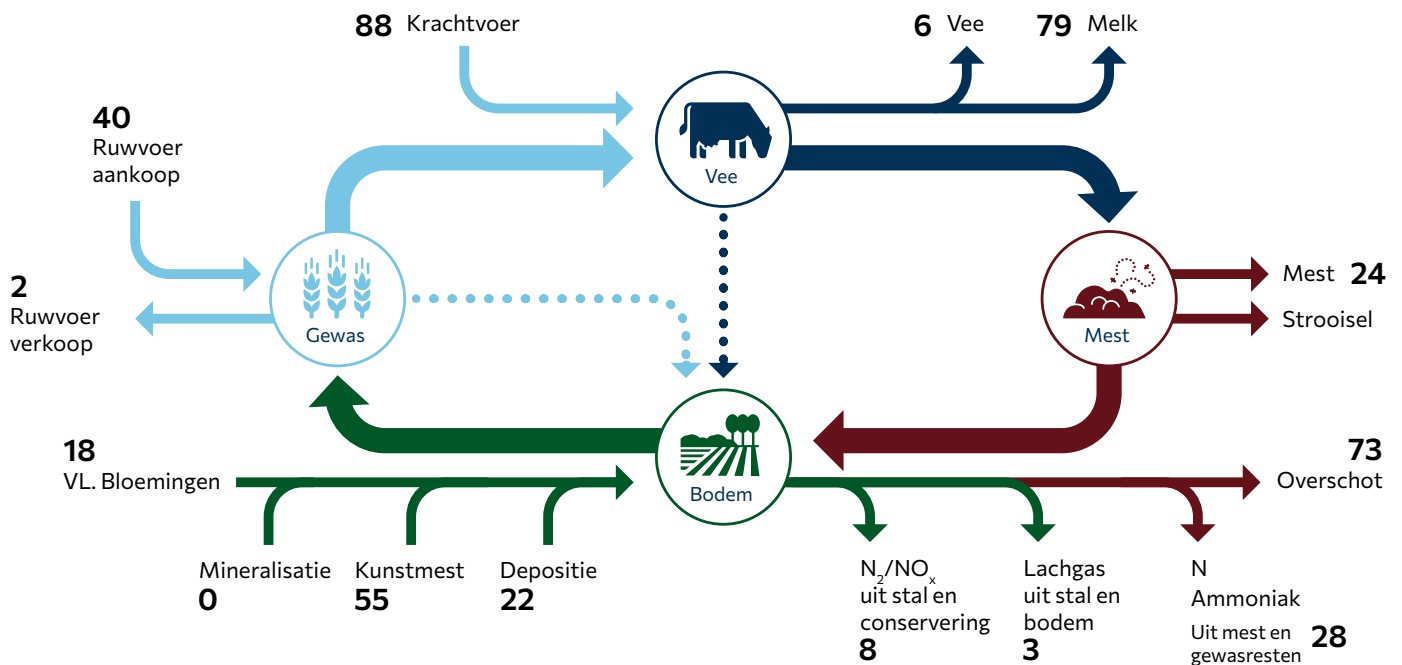 88 Krachtvoer
6 Vee
79 Melk
40
Ruwvoer
aankoop
Vee
2
Ruwvoer
verkoop
Gewas
Mest
Mest 24
Strooisel
18
VL. Bloemingen
Bodem
73
Overschot
Mineralisatie
0
Kunstmest
55
Depositie
22
N₂/NOₓ
uit stal en
conservering
8
Lachgas
uit stal en
bodem
3
N
Ammoniak
Uit mest en
gewasresten 28